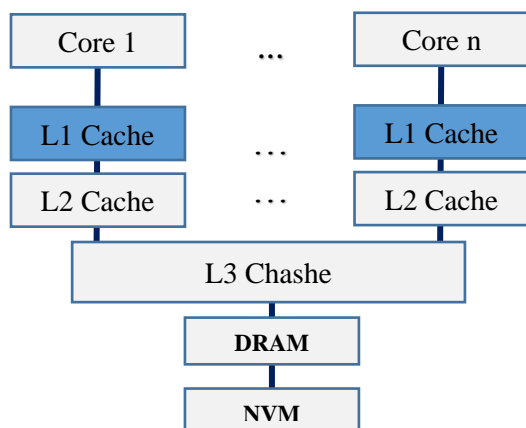 Core 1 ... Core n
L1 Cache ... L1 Cache
L2 Cache ... L2 Cache
L3 Chashe
DRAM
NVM